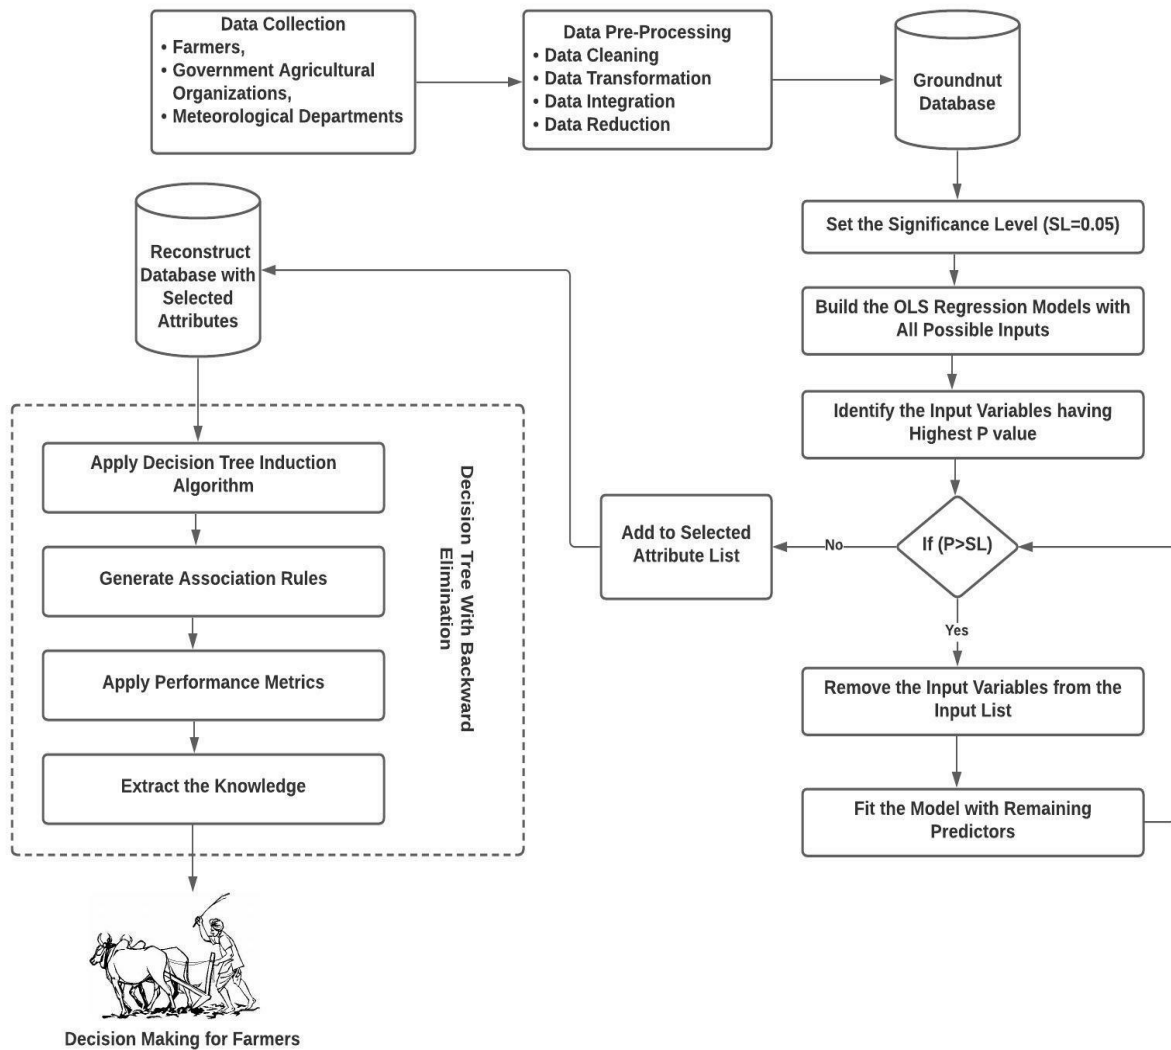 Data Collection
• Farmers,
• Government Agricultural
Organizations,
• Meteorological Departments
Data Pre-Processing
• Data Cleaning
• Data Transformation
• Data Integration
• Data Reduction
Groundnut
Database
Set the Significance Level (SL=0.05)
Build the OLS Regression Models with
All Possible Inputs
Identify the Input Variables having
Highest P value
If (P>SL)
No
Yes
Add to Selected
Attribute List
Remove the Input Variables from the
Input List
Fit the Model with Remaining
Predictors
Reconstruct
Database with
Selected
Attributes
Apply Decision Tree Induction
Algorithm
Generate Association Rules
Apply Performance Metrics
Extract the Knowledge
Decision Tree With Backward
Elimination
Decision Making for Farmers